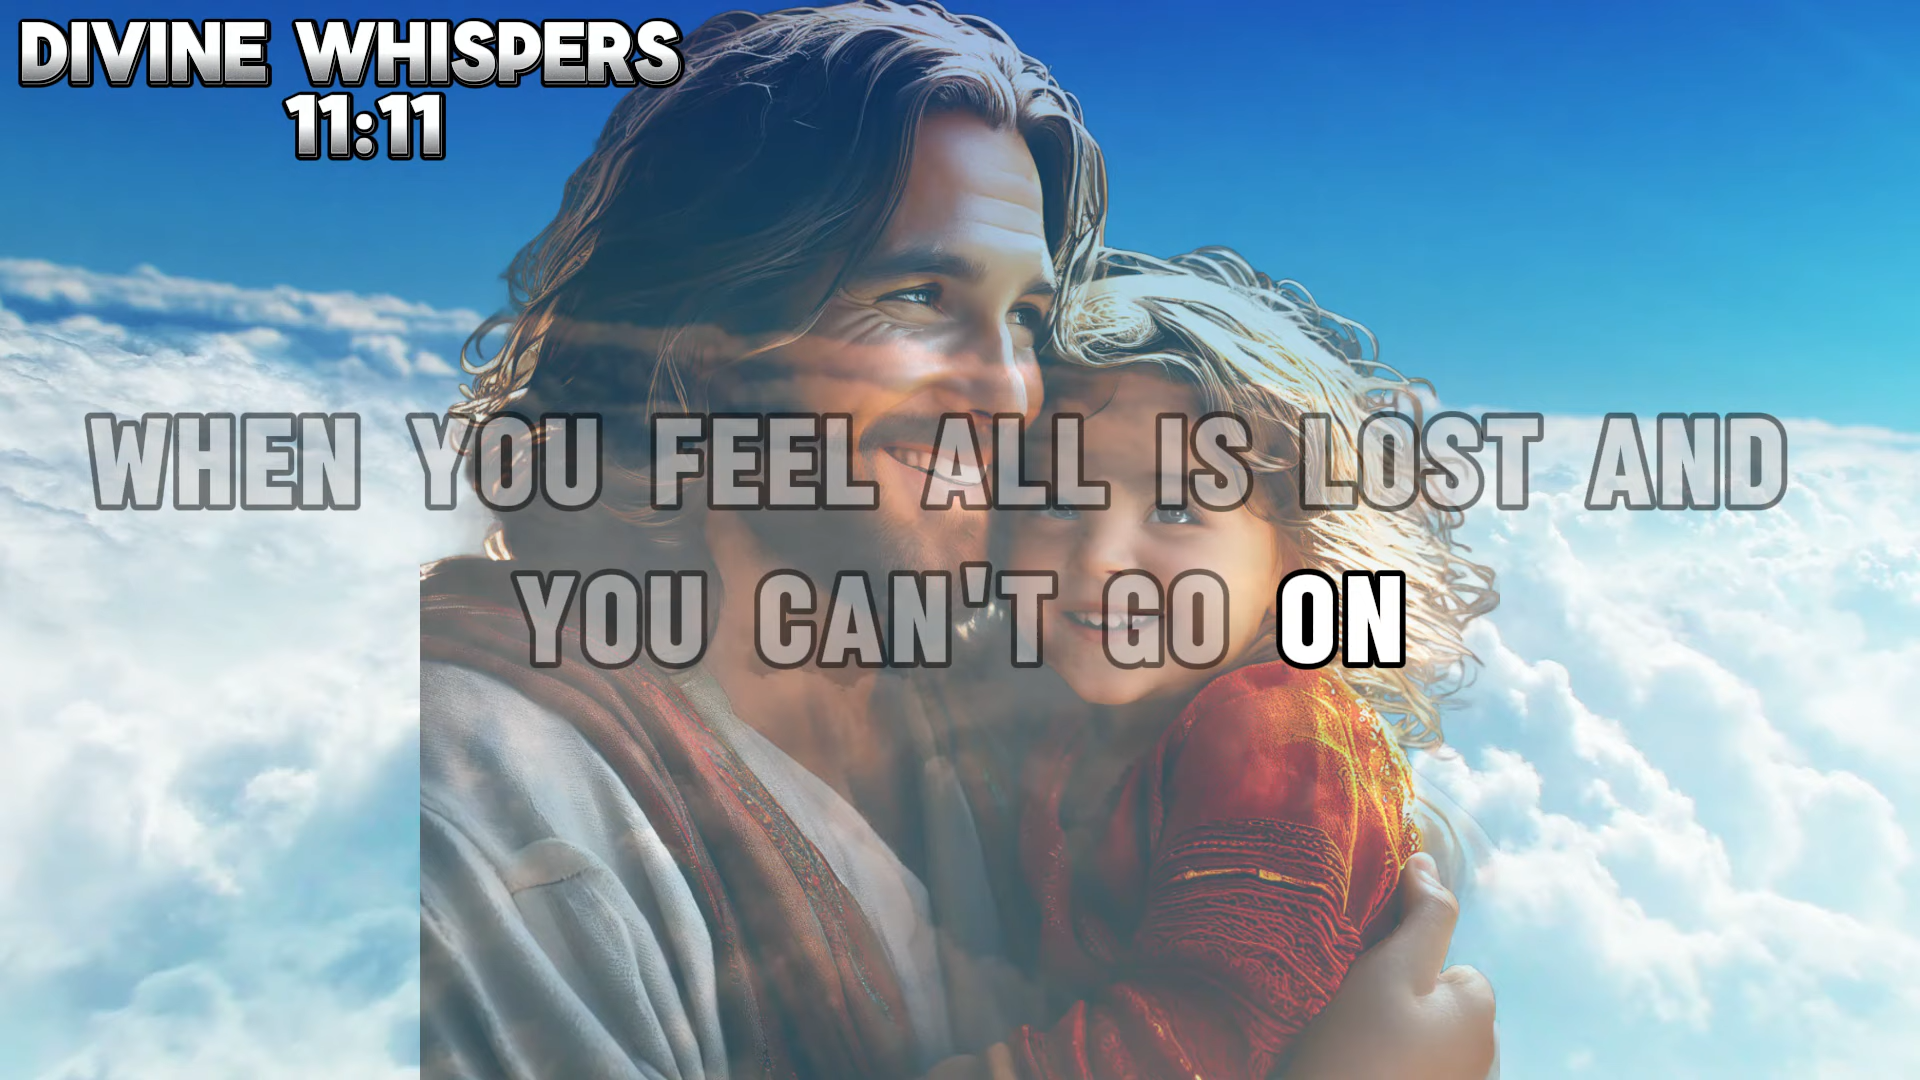 DIVINE WHISPERS
11:11
WHEN YOU FEEL ALL IS LOST AND
YOU CAN'T GO ON